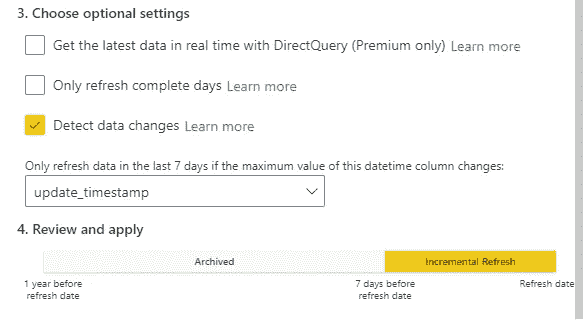 3. Choose optional settings
Get the latest data in real time with DirectQuery (Premium only) Learn more
Only refresh complete days Learn more
Detect data changes Learn more
Only refresh data in the last 7 days if the maximum value of this datetime column changes:
update_timestamp
4. Review and apply
Archived
Incremental Refresh
1 year before
refresh date
7 days before
refresh date
Refresh date